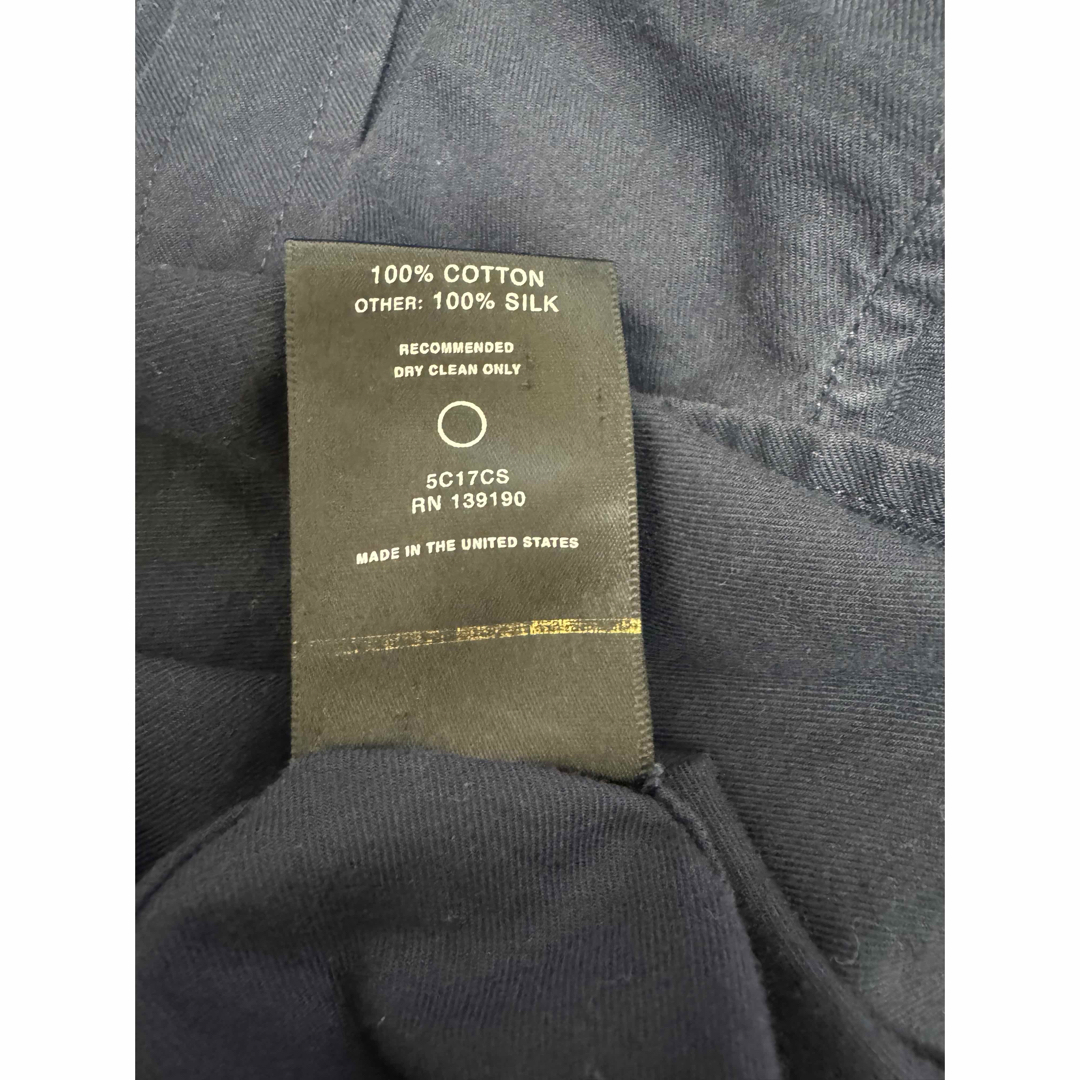 100% COTTON
OTHER: 100% SILK
RECOMMENDED
DRY CLEAN ONLY
5C17CS
RN 139190
MADE IN THE UNITED STATES